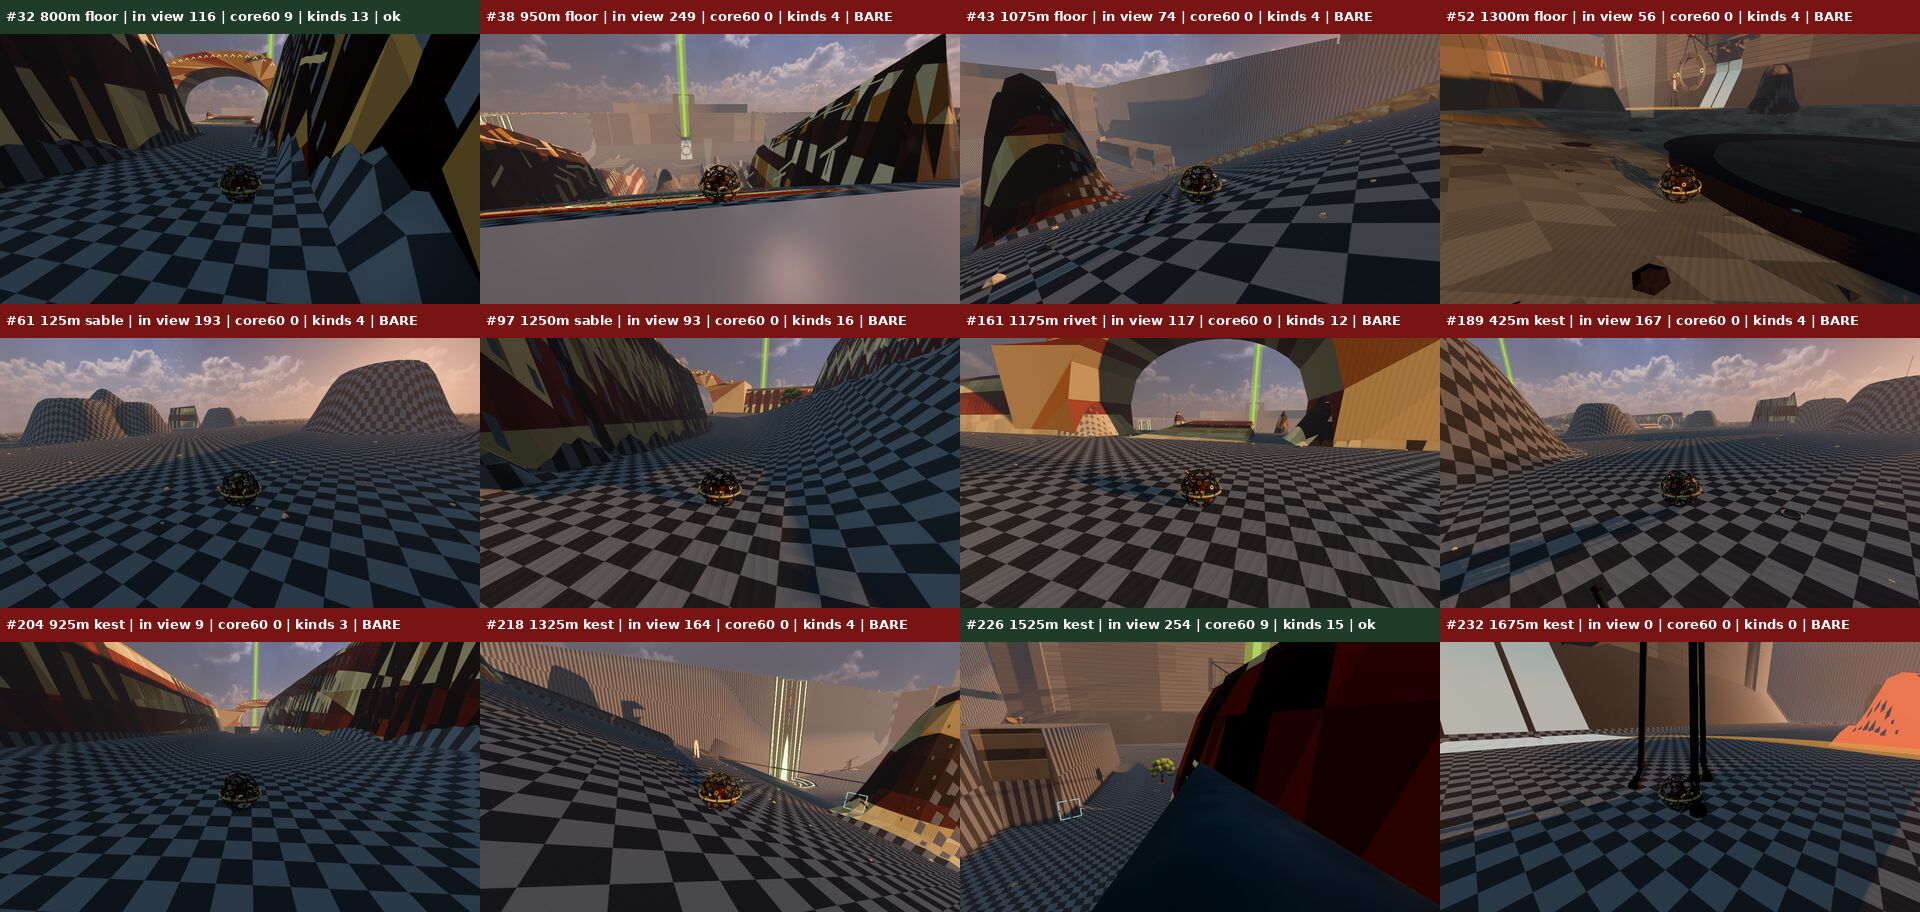 #32 800m floor | in view 116 | core60 9 | kinds 13 | ok
#38 950m floor | in view 249 | core60 0 | kinds 4 | BARE
#43 1075m floor | in view 74 | core60 0 | kinds 4 | BARE
#52 1300m floor | in view 56 | core60 0 | kinds 4 | BARE
#61 125m sable | in view 193 | core60 0 | kinds 4 | BARE
#97 1250m sable | in view 93 | core60 0 | kinds 16 | BARE
#161 1175m rivet | in view 117 | core60 0 | kinds 12 | BARE
#189 425m kest | in view 167 | core60 0 | kinds 4 | BARE
#204 925m kest | in view 9 | core60 0 | kinds 3 | BARE
#218 1325m kest | in view 164 | core60 0 | kinds 4 | BARE
#226 1525m kest | in view 254 | core60 9 | kinds 15 | ok
#232 1675m kest | in view 0 | core60 0 | kinds 0 | BARE